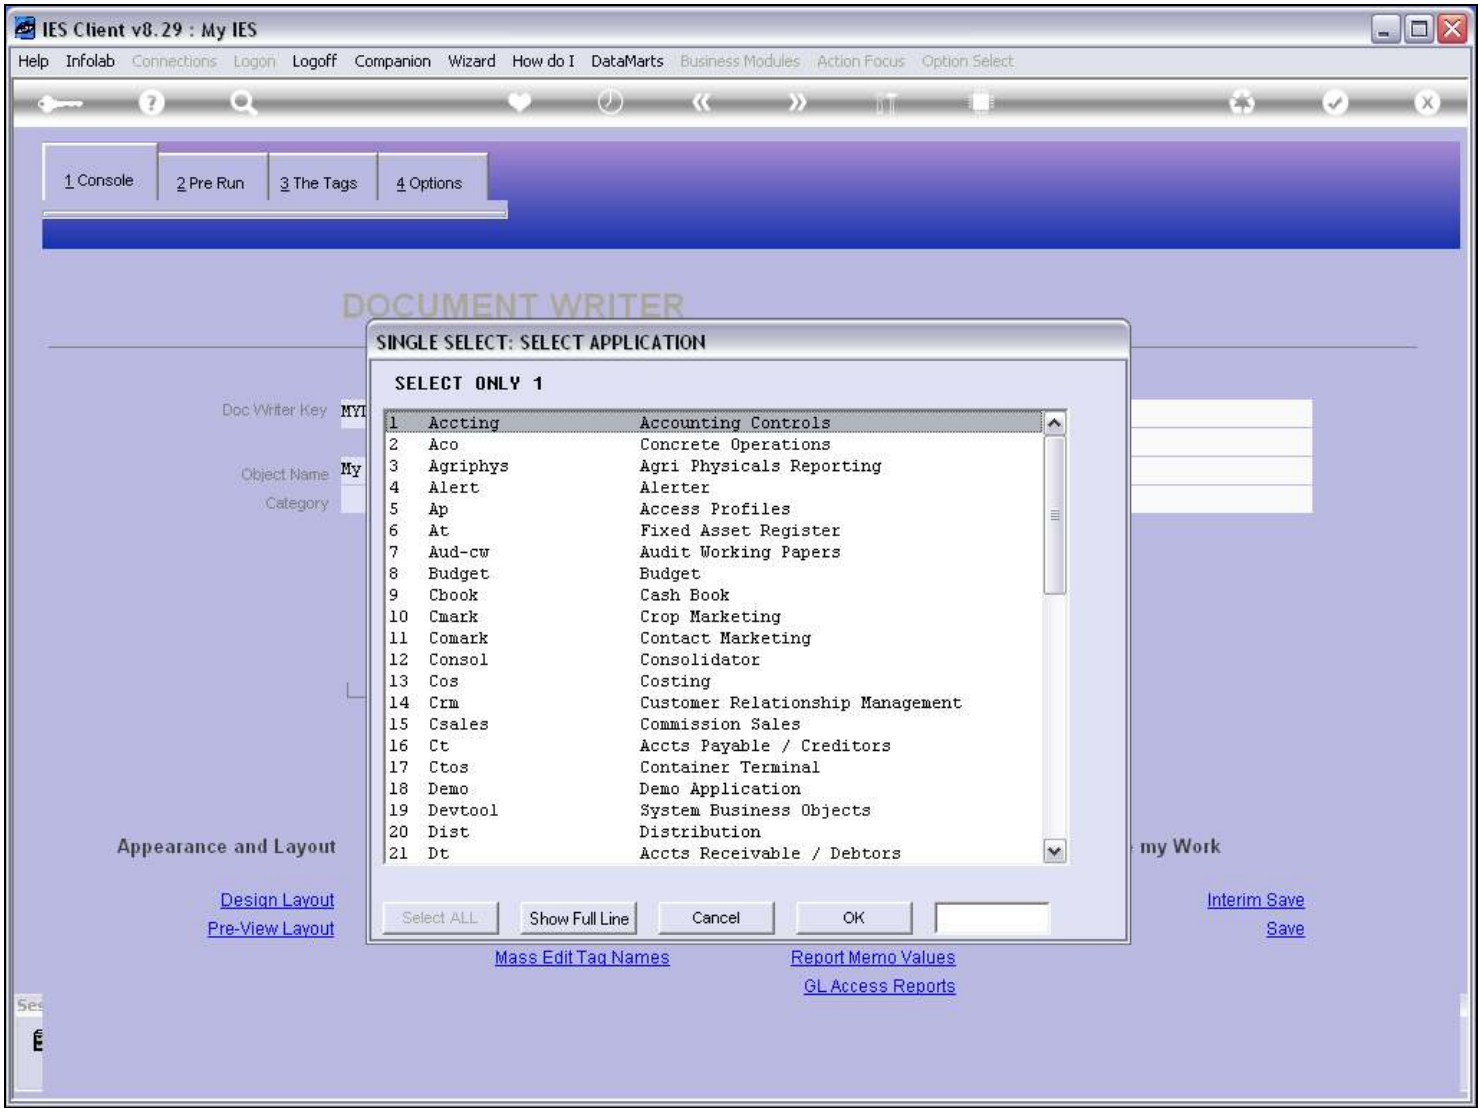 IES Client v8.29 : My IES
Help Infolab Connections Logon Logoff Companion Wizard How do I DataMarts Business Modules Action Focus Option Select
1 Console 2 Pre Run 3 The Tags 4 Options
DOCUMENT WRITER
SINGLE SELECT: SELECT APPLICATION
SELECT ONLY 1
Doc Writer Key
Object Name My
Category
1 Accting Accounting Controls
2 Aco Concrete Operations
3 Agriphys Agri Physicals Reporting
4 Alert Alerter
5 Ap Access Profiles
6 At Fixed Asset Register
7 Aud-cw Audit Working Papers
8 Budget Budget
9 Cbook Cash Book
10 Cmark Crop Marketing
11 Comark Contact Marketing
12 Consol Consolidator
13 Cos Costing
14 Crm Customer Relationship Management
15 Csales Commission Sales
16 Ct Accts Payable / Creditors
17 Ctos Container Terminal
18 Demo Demo Application
19 Devtool System Business Objects
20 Dist Distribution
21 Dt Accts Receivable / Debtors
Select ALL Show Full Line Cancel OK
Appearance and Layout
Design Layout
Pre-View Layout
Mass Edit Tag Names
Report Memo Values
GL Access Reports
my Work
Interim Save
Save